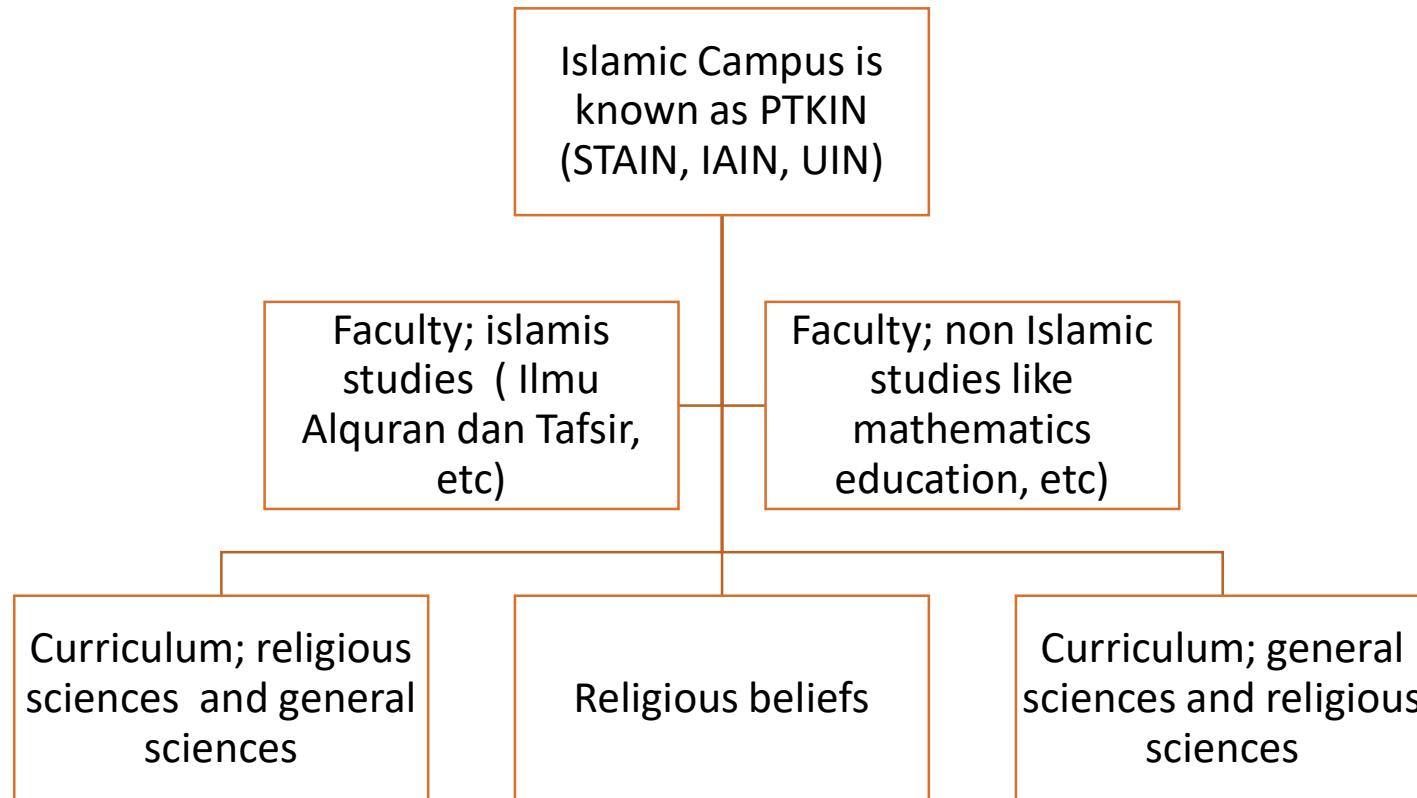 Islamic Campus is
known as PTKIN
(STAIN, IAIN, UIN)
Faculty; islamis
studies ( Ilmu
Alquran dan Tafsir,
etc)
Faculty; non Islamic
studies like
mathematics
education, etc)
Curriculum; religious
sciences and general
sciences
Religious beliefs
Curriculum; general
sciences and religious
sciences